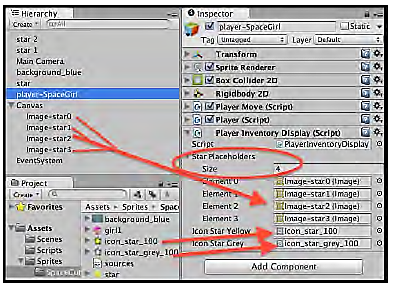 Hierarchy
Create
All
star 2
star 1
Main Camera
background_blue
star
player-SpaceGirl
Canvas
Image-star0
Image-star1
Image-star2
Image-star3
EventSystem
Project
Create
Favorites
Assets
Scenes
Scripts
Sprites
SpaceGi
Assets ▸ Sprites ▸ Spac
background_blue
girl1
icon_star_100
icon_star_grey_100
sources
star
Inspector
player-SpaceGirl
Static
Tag Untagged
Layer Default
Transform
Sprite Renderer
Box Collider 2D
Rigidbody 2D
Player Move (Script)
Player (Script)
Player Inventory Display (Script)
Script PlayerInventoryDisplay
Star Placeholders
Size 4
Element 0 Image-star0 (Image)
Element 1 Image-star1 (Image)
Element 2 Image-star2 (Image)
Element 3 Image-star3 (Image)
Icon Star Yellow icon_star_100
Icon Star Grey icon_star_grey_100
Add Component